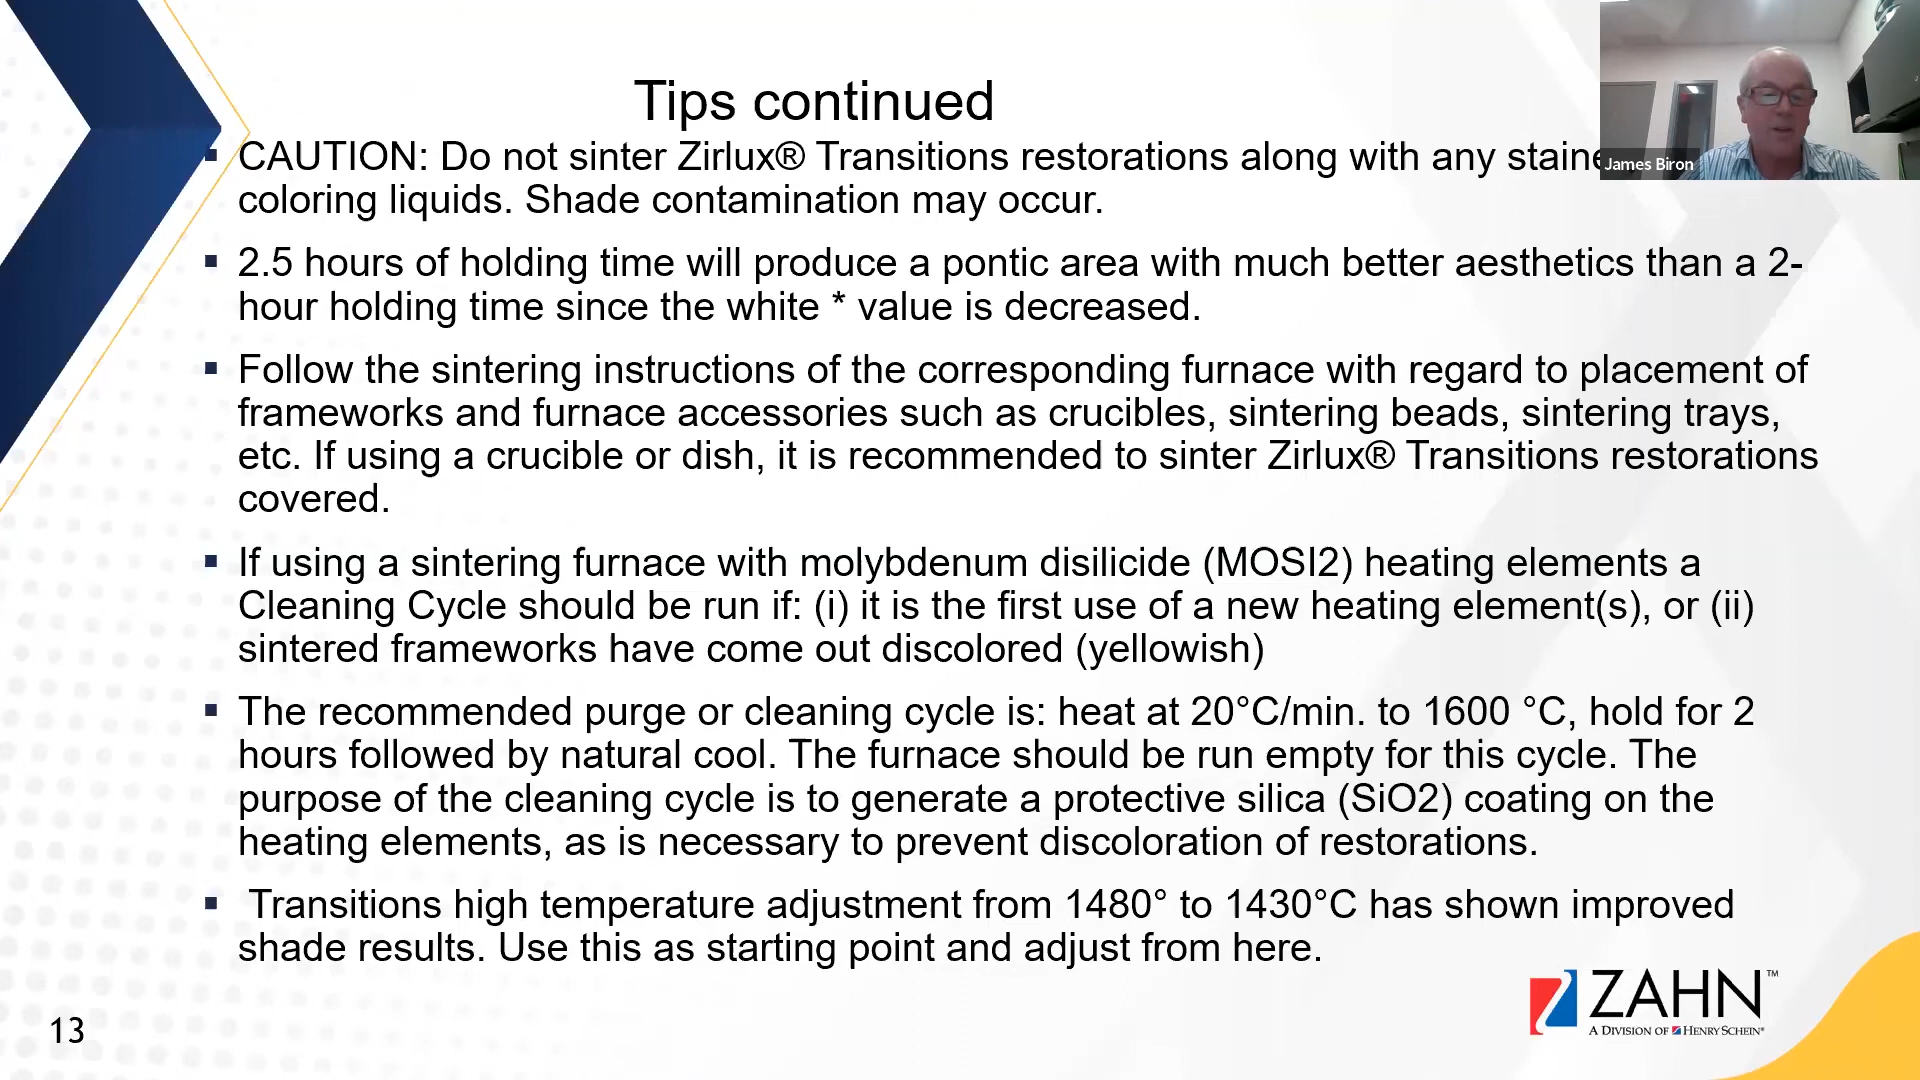 Tips continued
CAUTION: Do not sinter Zirlux® Transitions restorations along with any
coloring liquids. Shade contamination may occur.
2.5 hours of holding time will produce a pontic area with much better aesthetics than a 2-
hour holding time since the white * value is decreased.
Follow the sintering instructions of the corresponding furnace with regard to placement of
frameworks and furnace accessories such as crucibles, sintering beads, sintering trays,
etc. If using a crucible or dish, it is recommended to sinter Zirlux® Transitions restorations
covered.
If using a sintering furnace with molybdenum disilicide (MOSI2) heating elements a
Cleaning Cycle should be run if: (i) it is the first use of a new heating element(s), or (ii)
sintered frameworks have come out discolored (yellowish)
The recommended purge or cleaning cycle is: heat at 20°C/min. to 1600 °C, hold for 2
hours followed by natural cool. The furnace should be run empty for this cycle. The
purpose of the cleaning cycle is to generate a protective silica (SiO2) coating on the
heating elements, as is necessary to prevent discoloration of restorations.
Transitions high temperature adjustment from 1480° to 1430°C has shown improved
shade results. Use this as starting point and adjust from here.
James Biron
13
ZAHN™
A DIVISION OF HENRY SCHEIN®